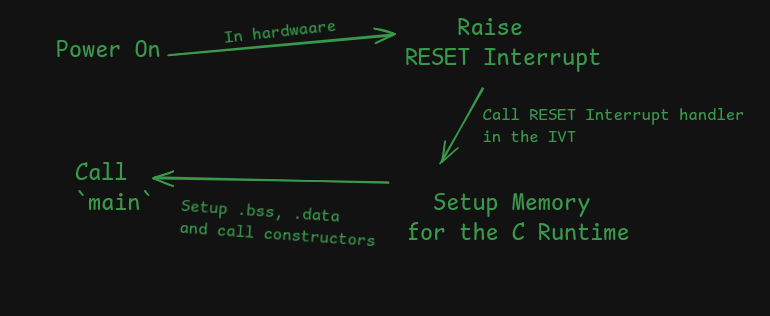 Power On
In hardwaare
Raise
RESET Interrupt
Call RESET Interrupt handler
in the IVT
Setup Memory
for the C Runtime
Setup .bss, .data
and call constructors
Call
`main`